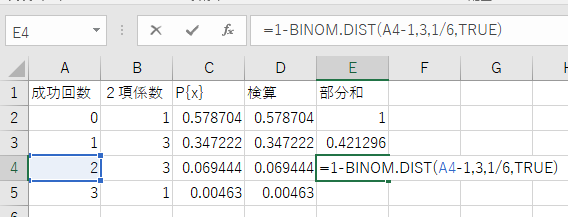 E4 =1-BINOM.DIST(A4-1,3,1/6,TRUE)
A B C D E F G
1 成功回数 2項係数 P{x} 検算 部分和
2 0 1 0.578704 0.578704 1
3 1 3 0.347222 0.347222 0.421296
4 2 3 0.069444 0.069444 =1-BINOM.DIST(A4-1,3,1/6,TRUE)
5 3 1 0.00463 0.00463